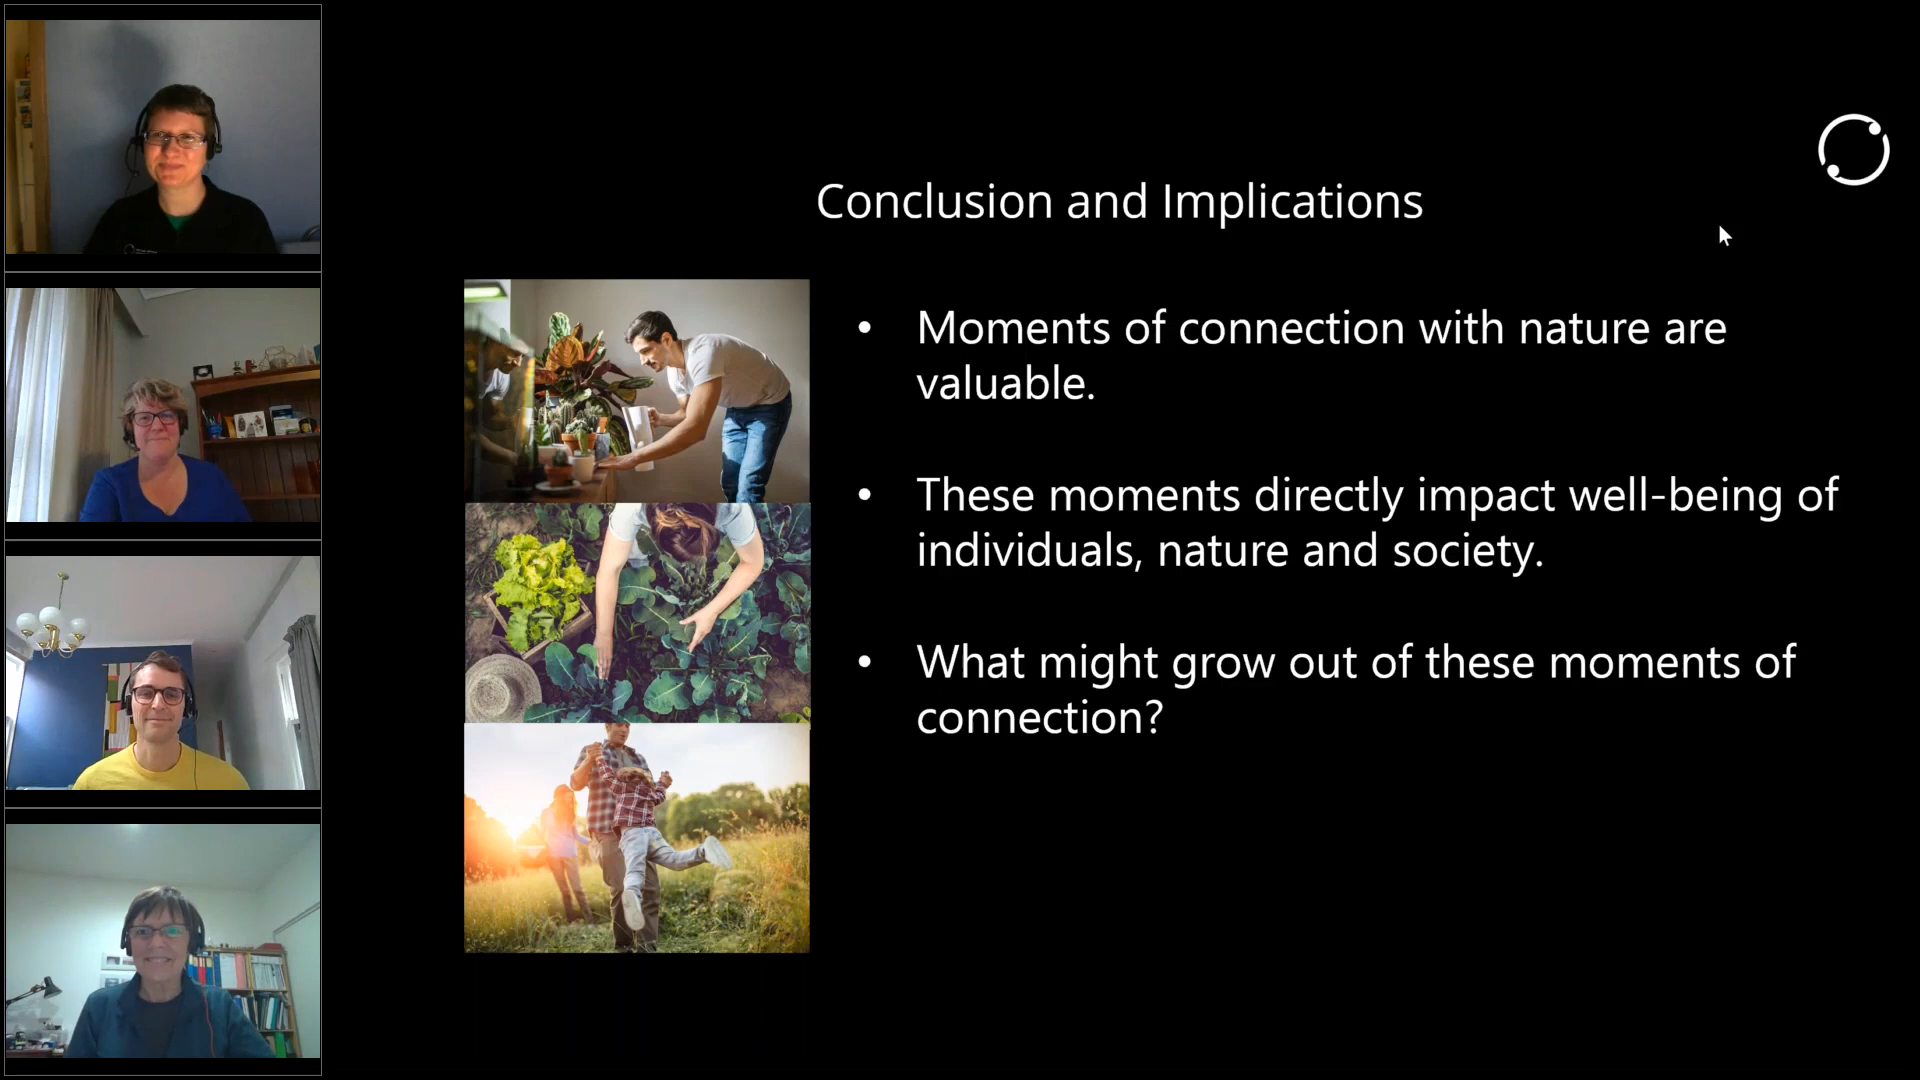 Conclusion and Implications
• Moments of connection with nature are
valuable.
• These moments directly impact well-being of
individuals, nature and society.
• What might grow out of these moments of
connection?